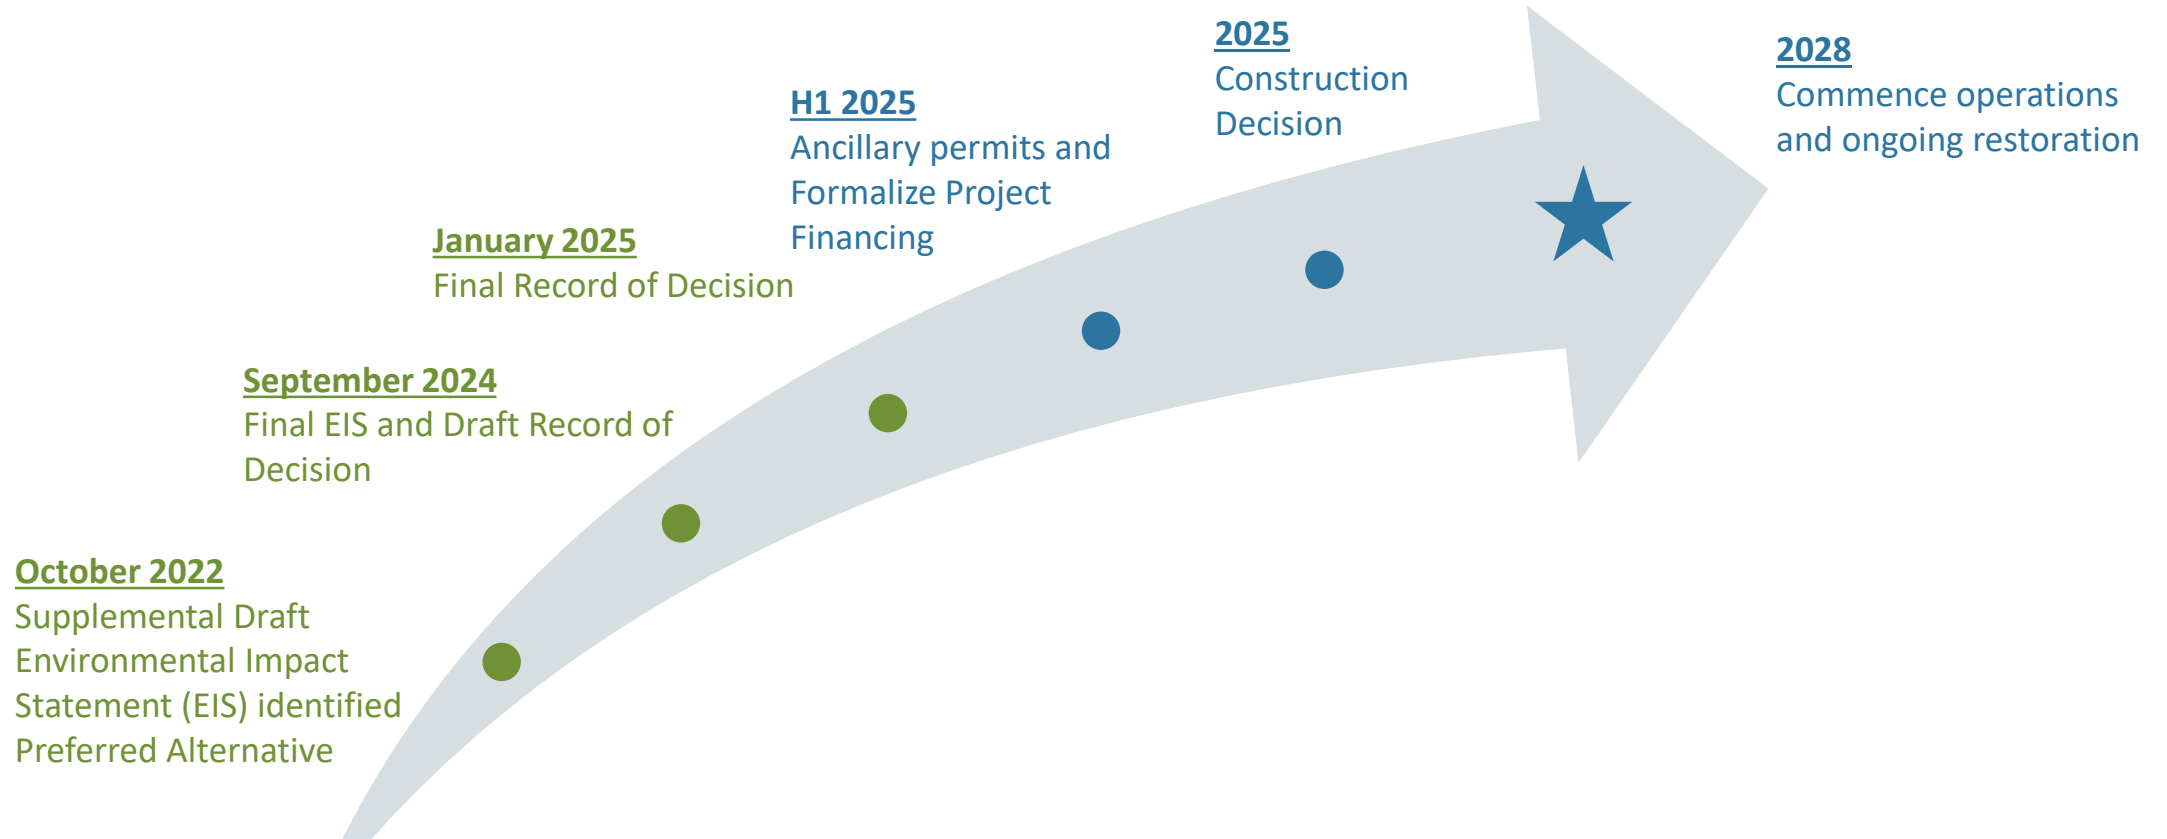 October 2022
Supplemental Draft
Environmental Impact
Statement (EIS) identified
Preferred Alternative
September 2024
Final EIS and Draft Record of
Decision
January 2025
Final Record of Decision
H1 2025
Ancillary permits and
Formalize Project
Financing
2025
Construction
Decision
2028
Commence operations
and ongoing restoration